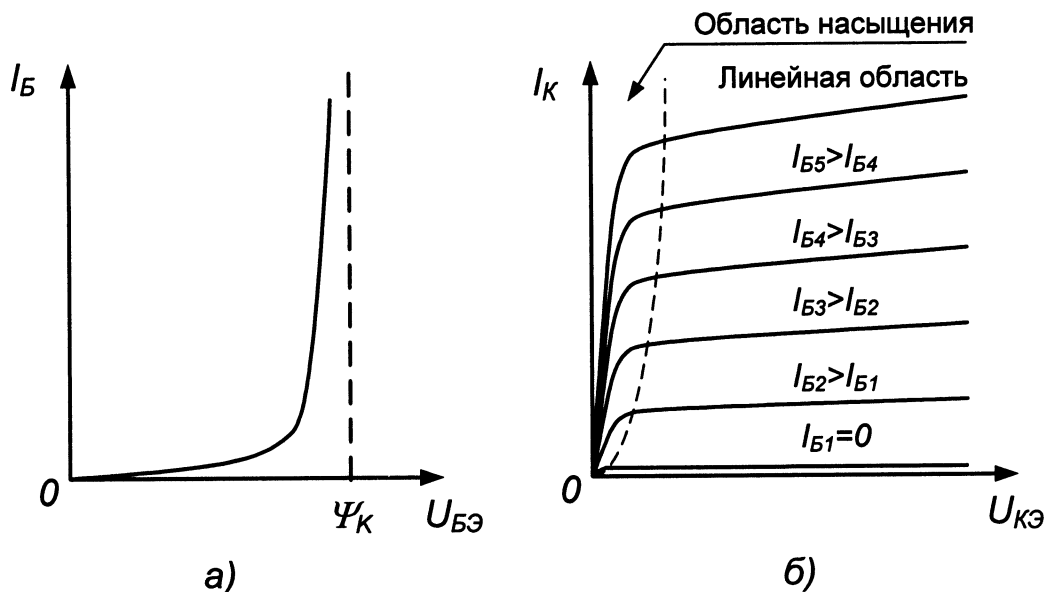 Область насыщения
I_Б
I_К
Линейная область
I_Б5>I_Б4
I_Б4>I_Б3
I_Б3>I_Б2
I_Б2>I_Б1
I_Б1=0
0
Ψ_К
U_БЭ
0
U_КЭ
а)
б)